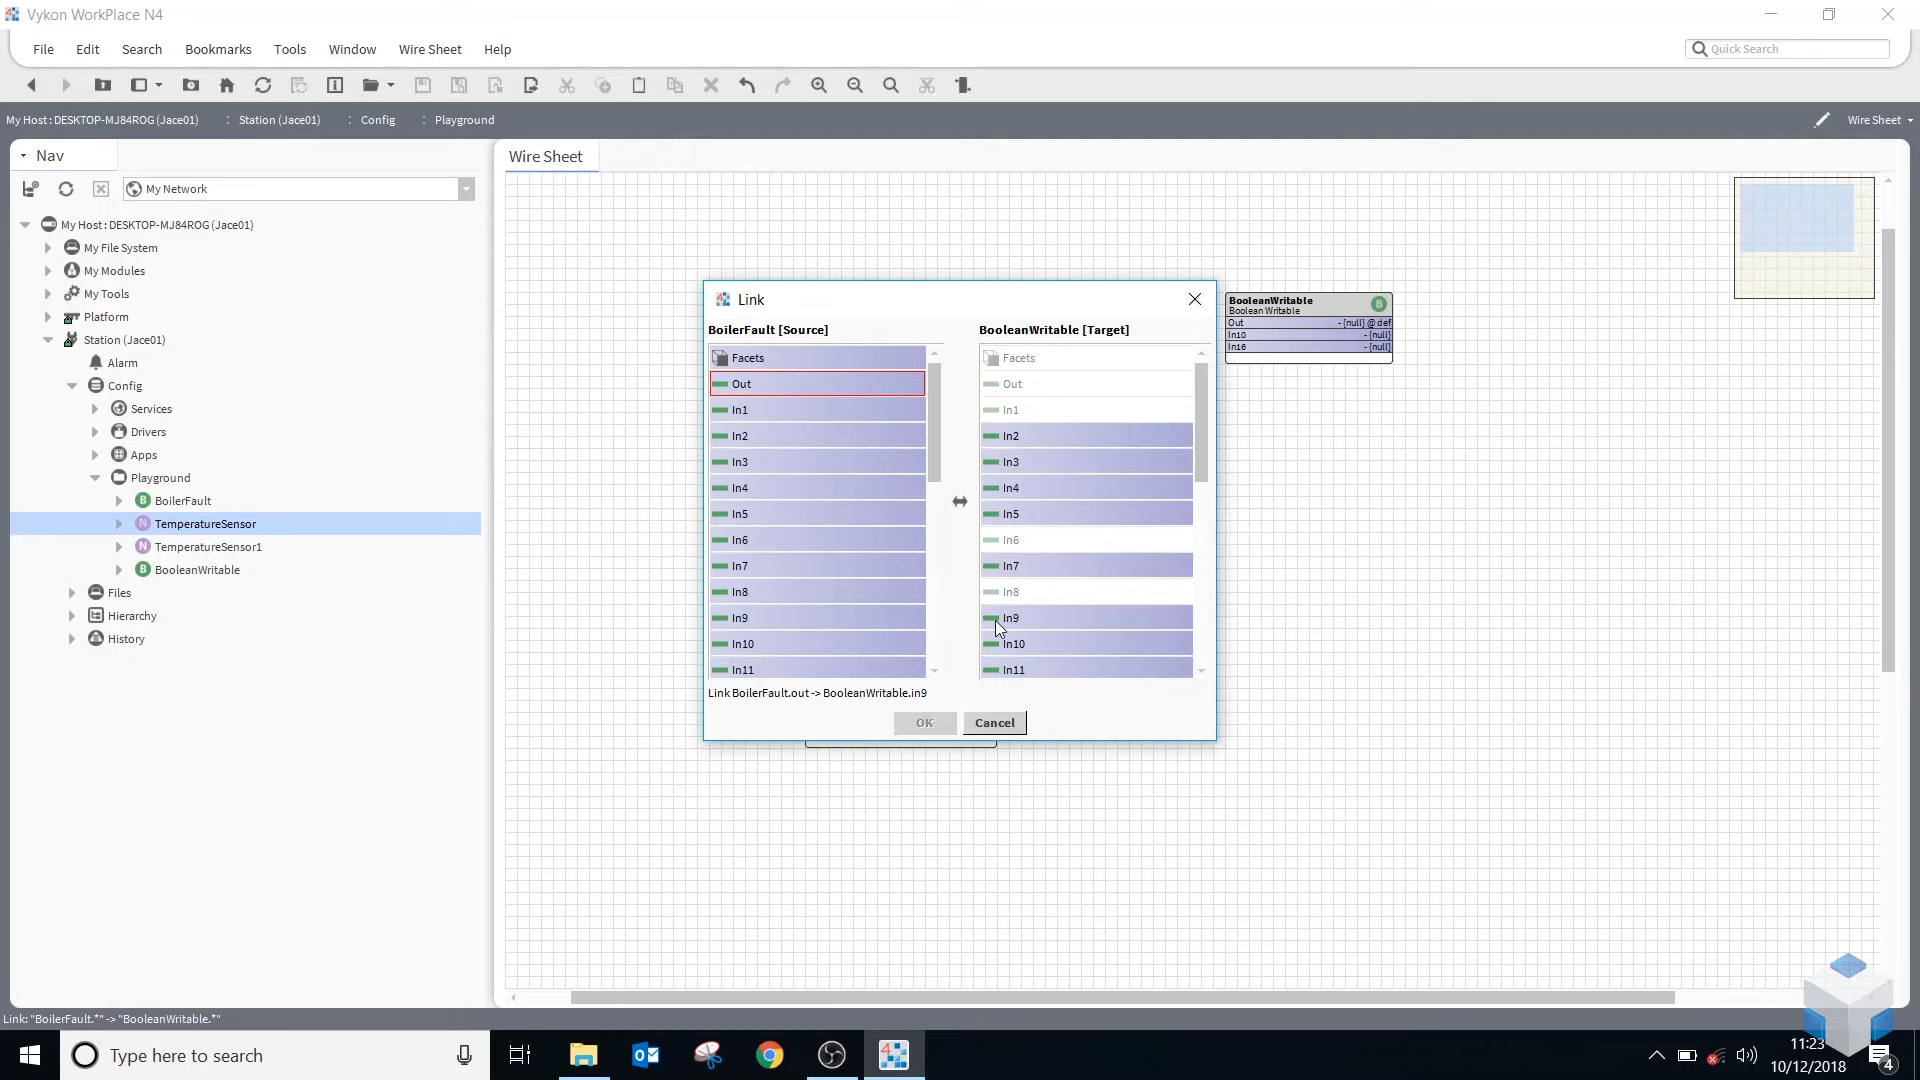 Vykon WorkPlace N4
File Edit Search Bookmarks Tools Window Wire Sheet Help
Quick Search
My Host : DESKTOP-MJ84ROG (Jace01) : Station (Jace01) : Config : Playground
Wire Sheet
Nav
My Network
My Host : DESKTOP-MJ84ROG (Jace01)
My File System
My Modules
My Tools
Platform
Station (Jace01)
Alarm
Config
Services
Drivers
Apps
Playground
B BoilerFault
N TemperatureSensor
N TemperatureSensor1
B BooleanWritable
Files
Hierarchy
History
Wire Sheet
Link
BoilerFault [Source]
Facets
Out
In1
In2
In3
In4
In5
In6
In7
In8
In9
In10
In11
BooleanWritable [Target]
Facets
Out
In1
In2
In3
In4
In5
In6
In7
In8
In9
In10
In11
Link BoilerFault.out -> BooleanWritable.in9
OK Cancel
BooleanWritable B
Boolean Writable
Out - {null} @ def
In10 - {null}
In16 - {null}
Link: "BoilerFault.*" -> "BooleanWritable.*"
Type here to search
11:23
10/12/2018
4